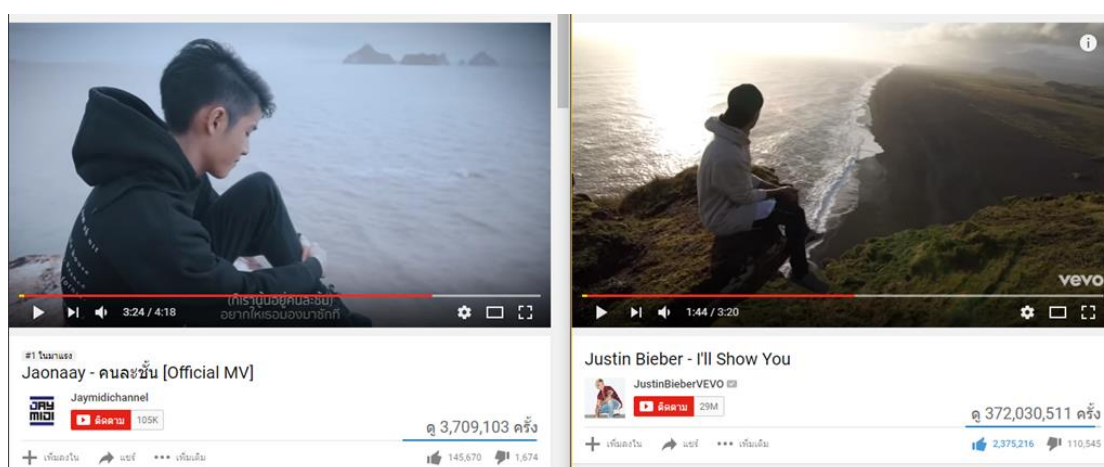 (ที่เรานั้นอยู่คนละชั้น)
อยากให้เธอมองมาซักที
3:24 / 4:18
#1 ในมาแรง
Jaonaay - คนละชั้น [Official MV]
JAY
MIDI
Jaymidichannel
ติดตาม 105K
ดู 3,709,103 ครั้ง
เพิ่มลงใน แชร์ เพิ่มเติม
145,670 1,674
vevo
1:44 / 3:20
Justin Bieber - I'll Show You
JustinBieberVEVO
ติดตาม 29M
ดู 372,030,511 ครั้ง
เพิ่มลงใน แชร์ เพิ่มเติม
2,375,216 110,545